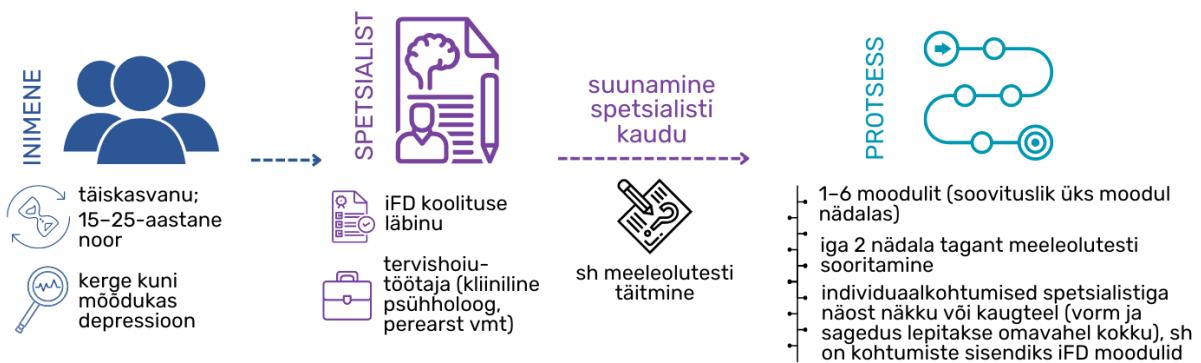 INIMENE
täiskasvanu;
15–25-aastane
noor
kerge kuni
mõõdukas
depressioon
SPETSIALIST
iFD koolituse
läbinu
tervishoiu-
töötaja (kliiniline
psühholoog,
perearst vmt)
suunamine
spetsialisti
kaudu
sh meeleolutesti
täitmine
PROTSESS
1–6 moodulit (soovituslik üks moodul
nädalas)
iga 2 nädala tagant meeleolutesti
sooritamine
individuaalkohtumised spetsialistiga
näost näkku või kaugteel (vorm ja
sagedus lepitakse omavahel kokku), sh
on kohtumiste sisendiks iFD moodulid